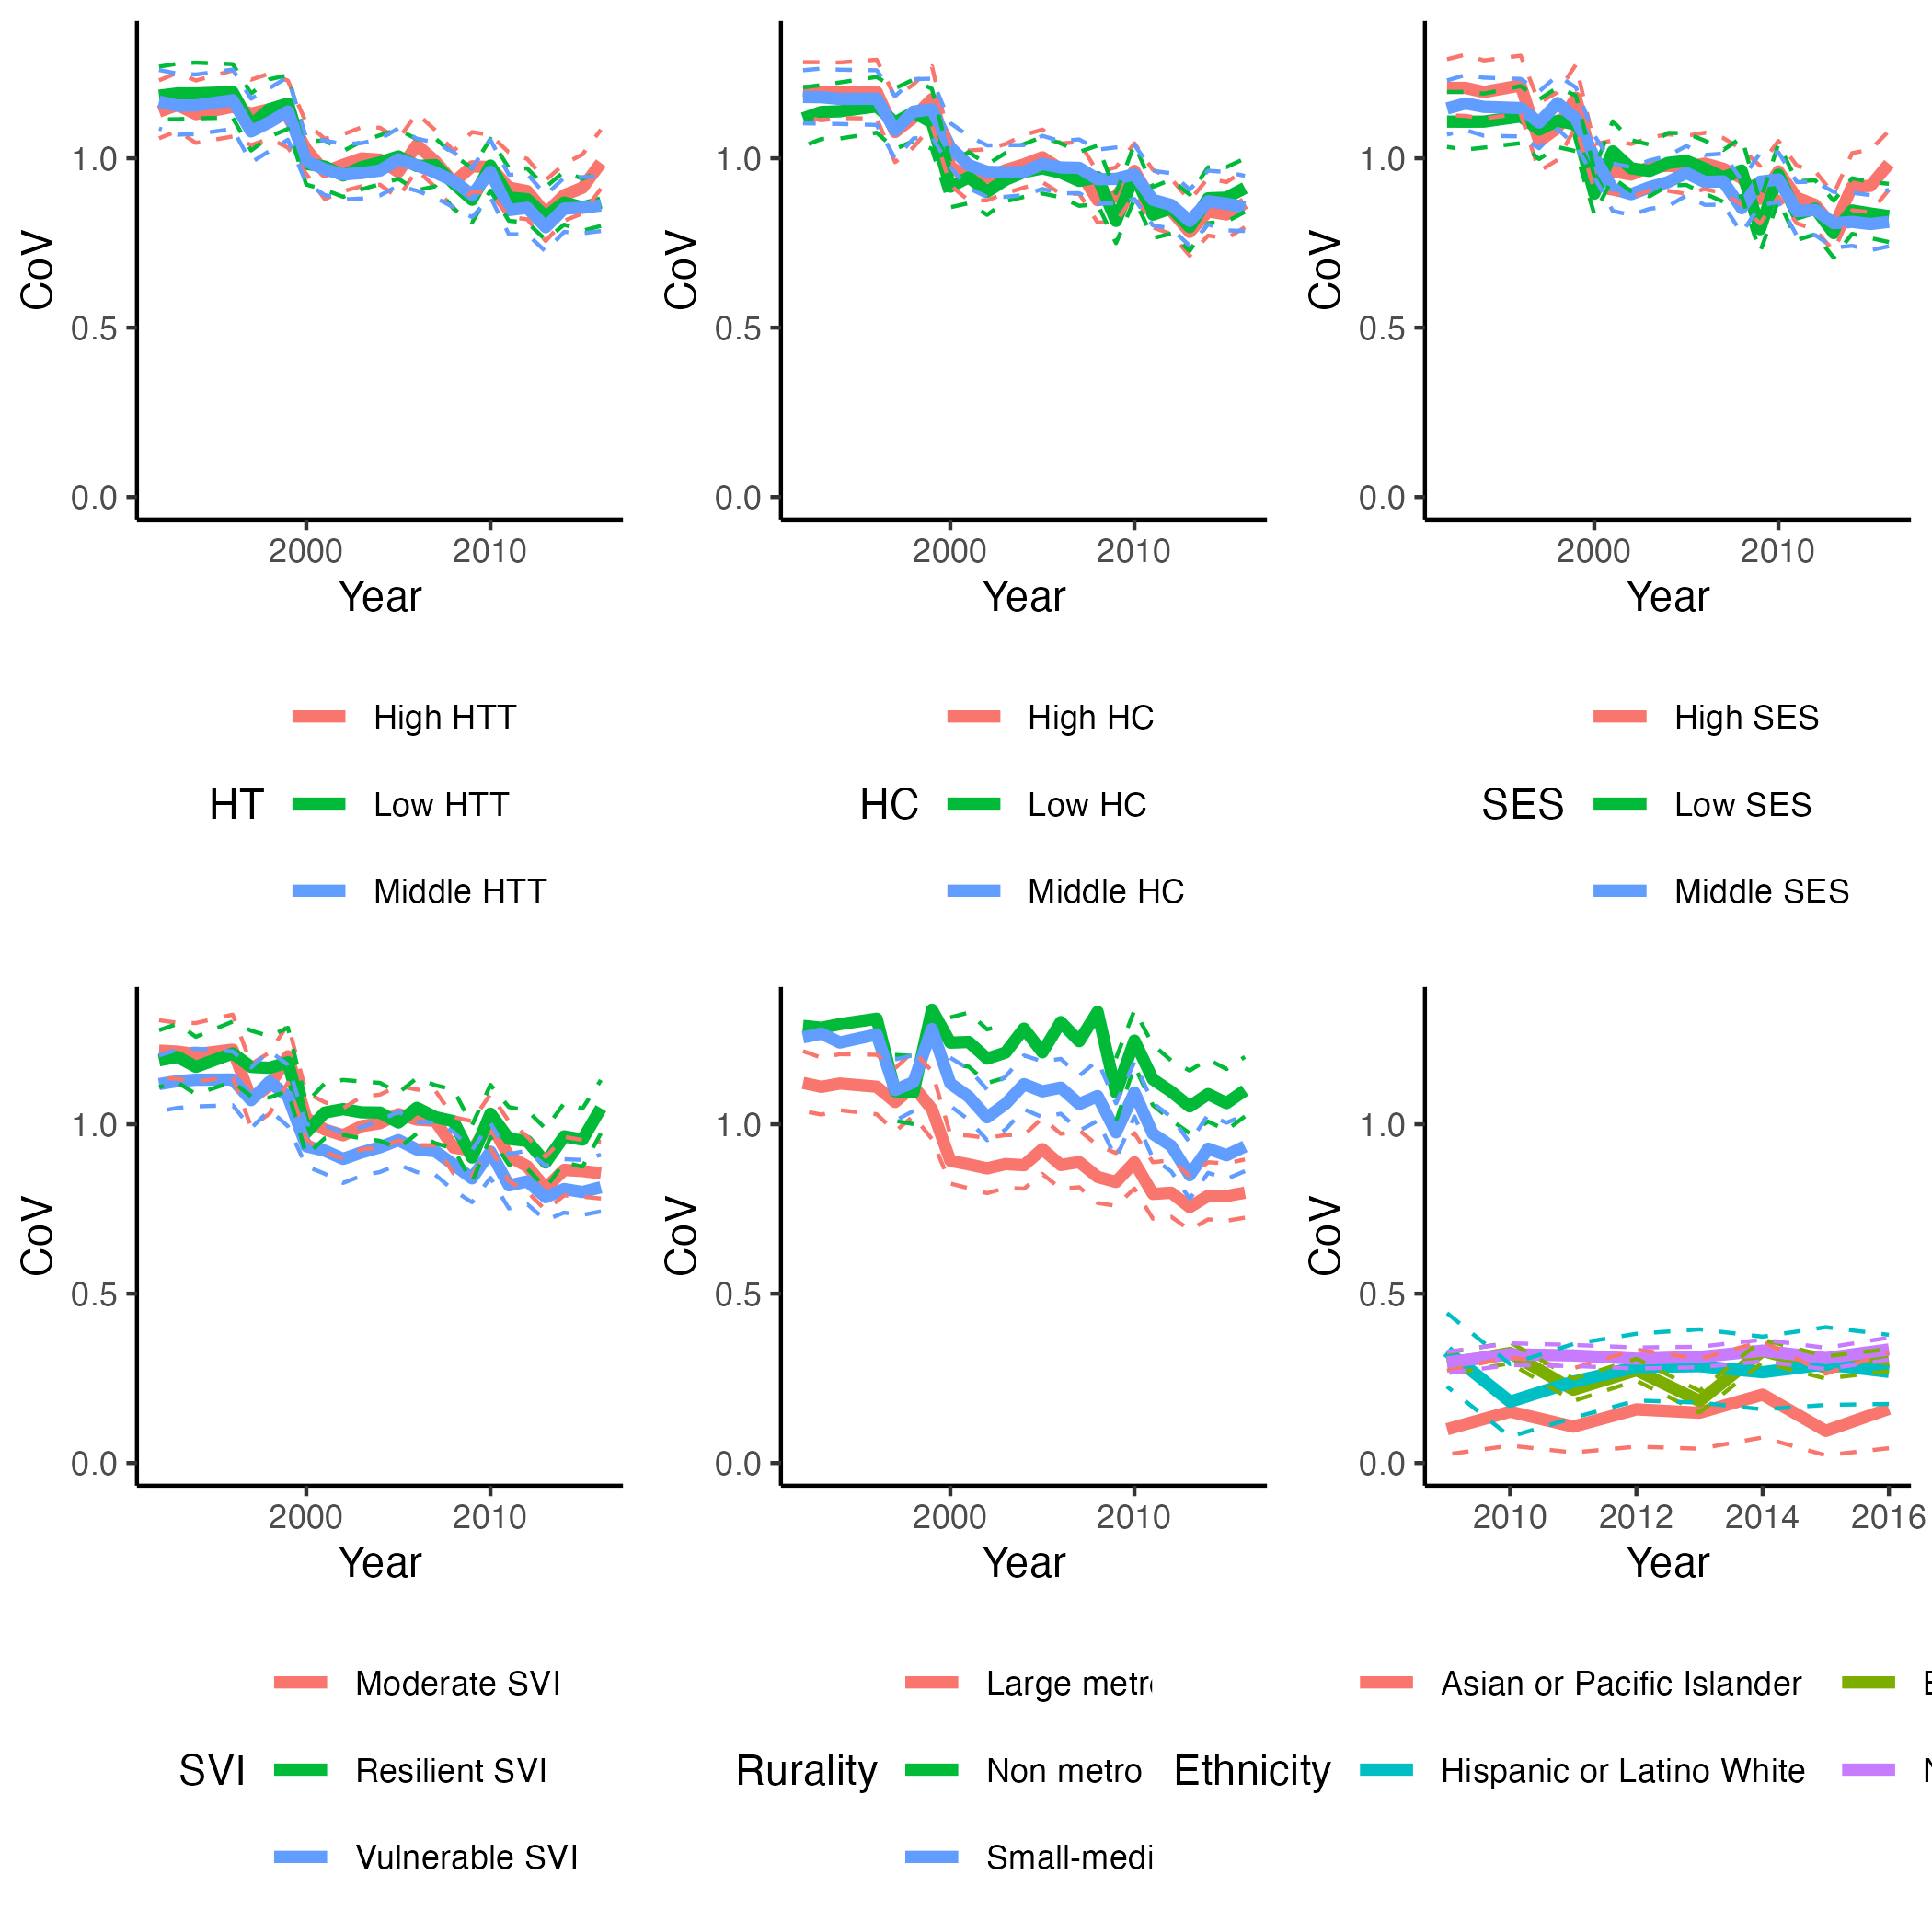 CoV
1.0
0.5
0.0
2000 2010
Year
HT
High HTT
Low HTT
Middle HTT
CoV
1.0
0.5
0.0
2000 2010
Year
HC
High HC
Low HC
Middle HC
CoV
1.0
0.5
0.0
2000 2010
Year
SES
High SES
Low SES
Middle SES
CoV
1.0
0.5
0.0
2000 2010
Year
SVI
Moderate SVI
Resilient SVI
Vulnerable SVI
CoV
1.0
0.5
0.0
2000 2010
Year
Rurality
Large metr
Non metro
Small-medi
CoV
1.0
0.5
0.0
2010 2012 2014 2016
Year
Ethnicity
Asian or Pacific Islander
Hispanic or Latino White